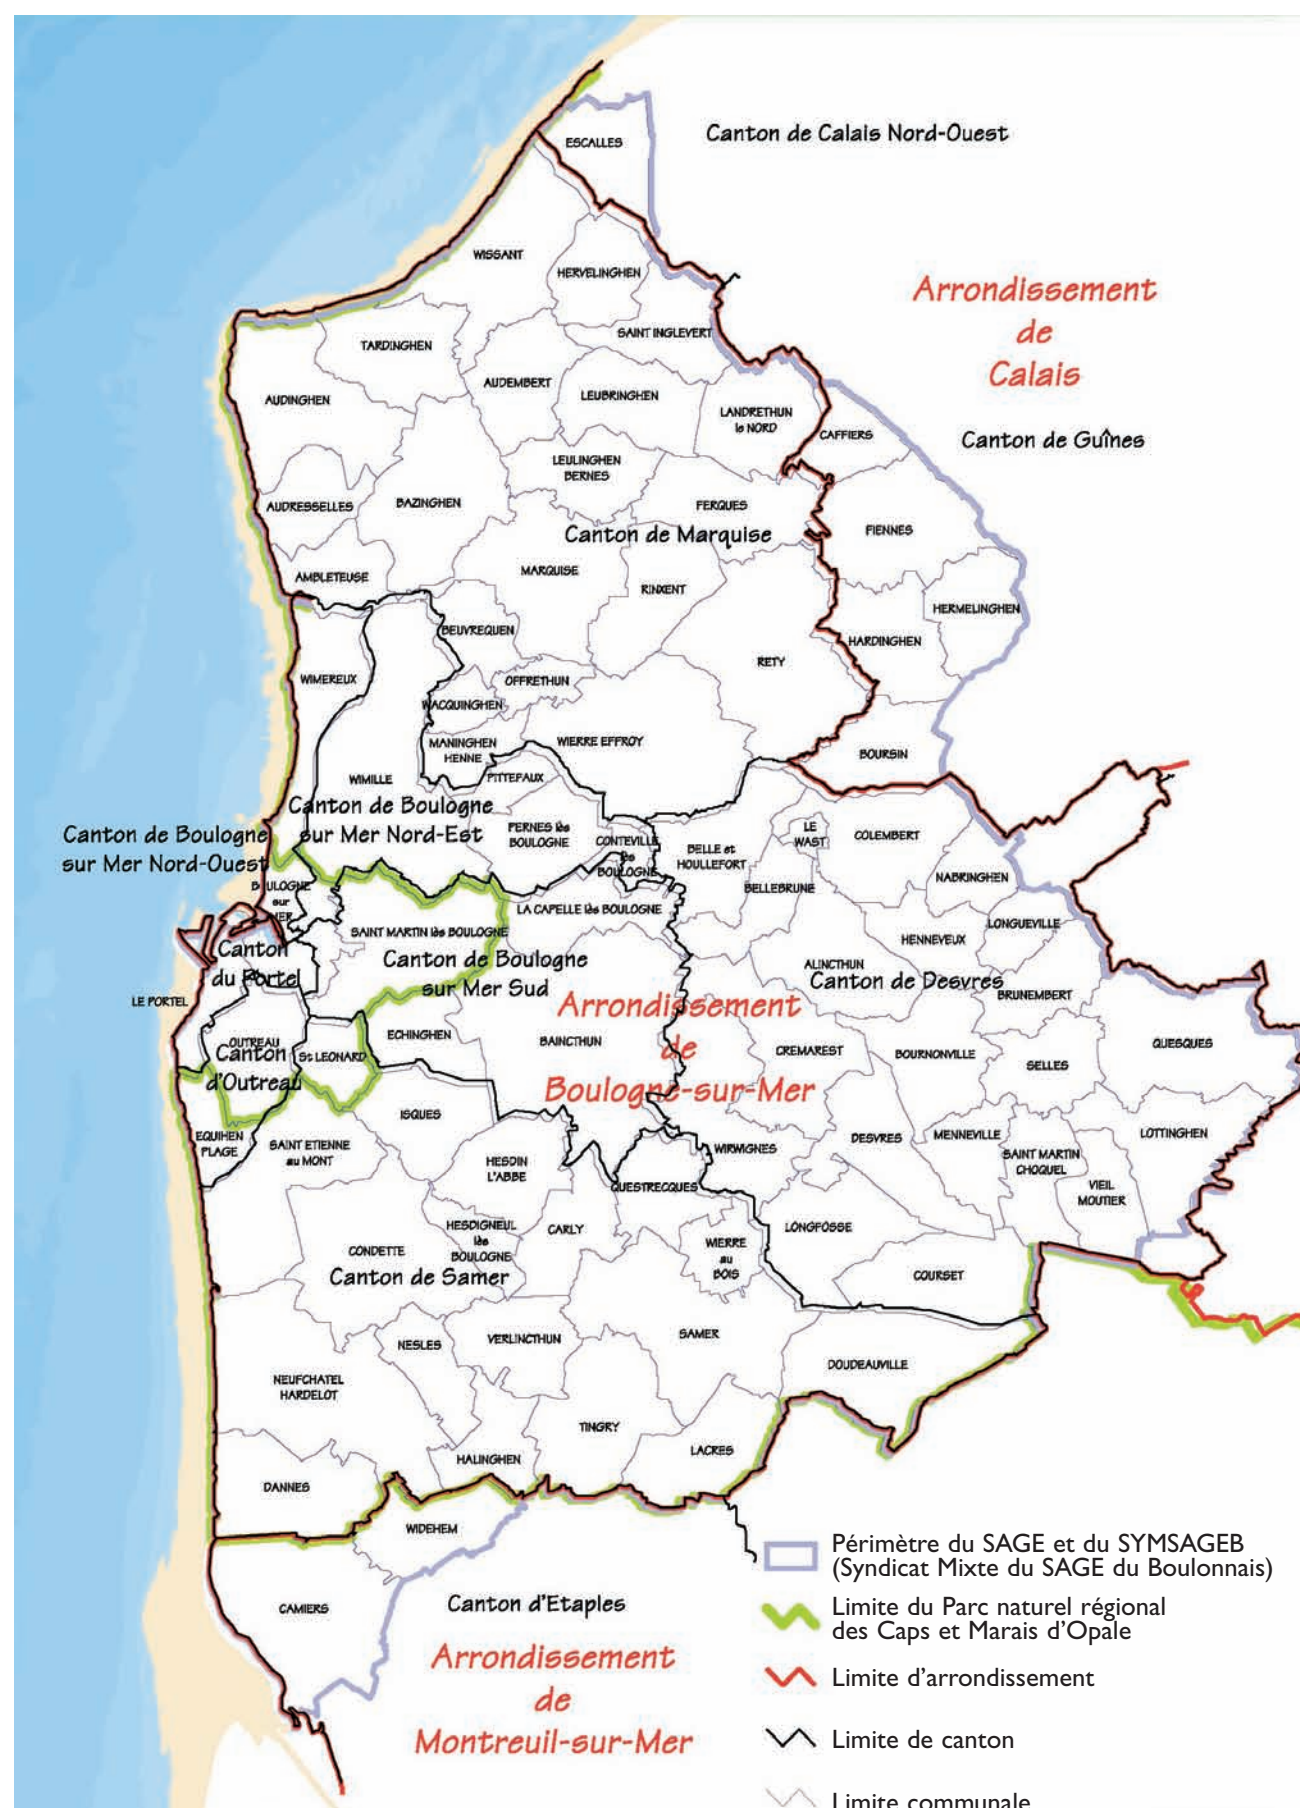 Canton de Calais Nord-Ouest
ESCALLES
WISSANT
HERVELINGHEN
Arrondissement
de
Calais
SAINT INGLEVERT
TARDINGHEN
AUDEMBERT
LEUBRINGHEN
AUDINGHEN
LANDRETHUN
le NORD
CAFFIERS
Canton de Guînes
LEULINGHEN
BERNES
AUDRESSELLES
BAZINGHEN
FERQUES
FIENNES
Canton de Marquise
AMBLETEUSE
MARQUISE
RINXENT
HERMELINGHEN
BEUVREQUEN
HARDINGHEN
RETY
WIMEREUX
OFFRETHUN
WACQUINGHEN
MANINGHEN
HENNE
WIERRE EFFROY
BOURSIN
WIMILLE
PITTEFAUX
Canton de Boulogne
sur Mer Nord-Est
Canton de Boulogne
sur Mer Nord-Ouest
PERNES lès
BOULOGNE
CONTEVILLE
lès
BOULOGNE
BELLE et
HOULLEFORT
LE
WAST
COLEMBERT
BELLEBRUNE
NABRINGHEN
BOULOGNE
sur
MER
LA CAPELLE lès BOULOGNE
LONGUEVILLE
SAINT MARTIN lès BOULOGNE
HENNEVEUX
Canton
du Portel
Canton de Boulogne
sur Mer Sud
ALINCTHUN
Canton de Desvres
BRUNEMBERT
LE PORTEL
Arrondissement
de
Boulogne-sur-Mer
ECHINGHEN
BAINCTHUN
OUTREAU
Canton
d'Outreau
St LEONARD
CREMAREST
BOURNONVILLE
SELLES
QUESQUES
ISQUES
EQUIHEN
PLAGE
SAINT ETIENNE
au MONT
WIRWIGNES
DESVRES
MENNEVILLE
LOTTINGHEN
SAINT MARTIN
CHOQUEL
HESDIN
L'ABBE
QUESTRECQUES
VIEIL
MOUTIER
HESDIGNEUL
lès
BOULOGNE
CARLY
LONGFOSSE
CONDETTE
WIERRE
au
BOIS
Canton de Samer
COURSET
NESLES
VERLINCTHUN
SAMER
DOUDEAUVILLE
NEUFCHATEL
HARDELOT
TINGRY
LACRES
HALINGHEN
DANNES
WIDEHEM
CAMIERS
Canton d'Etaples
Arrondissement
de
Montreuil-sur-Mer
Périmètre du SAGE et du SYMSAGEB
(Syndicat Mixte du SAGE du Boulonnais)
Limite du Parc naturel régional
des Caps et Marais d'Opale
Limite d'arrondissement
Limite de canton
Limite communale